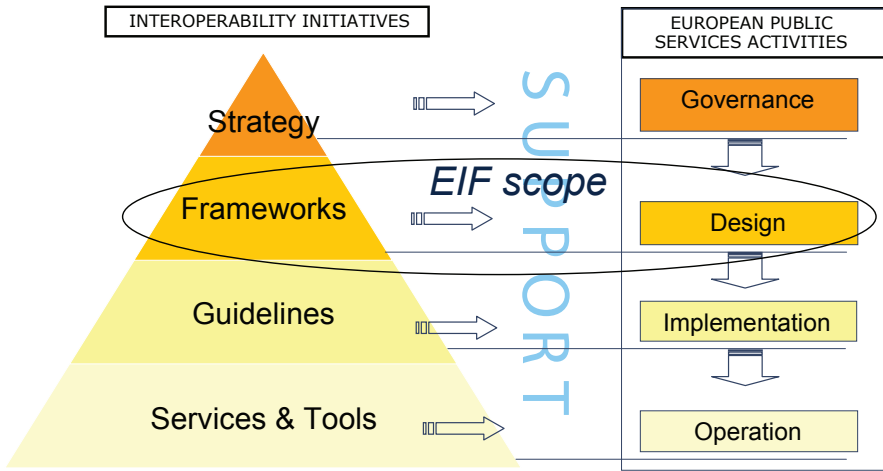 INTEROPERABILITY INITIATIVES
EUROPEAN PUBLIC
SERVICES ACTIVITIES
Strategy
Governance
SUPPORT
EIF scope
Frameworks
Design
Guidelines
Implementation
Services & Tools
Operation